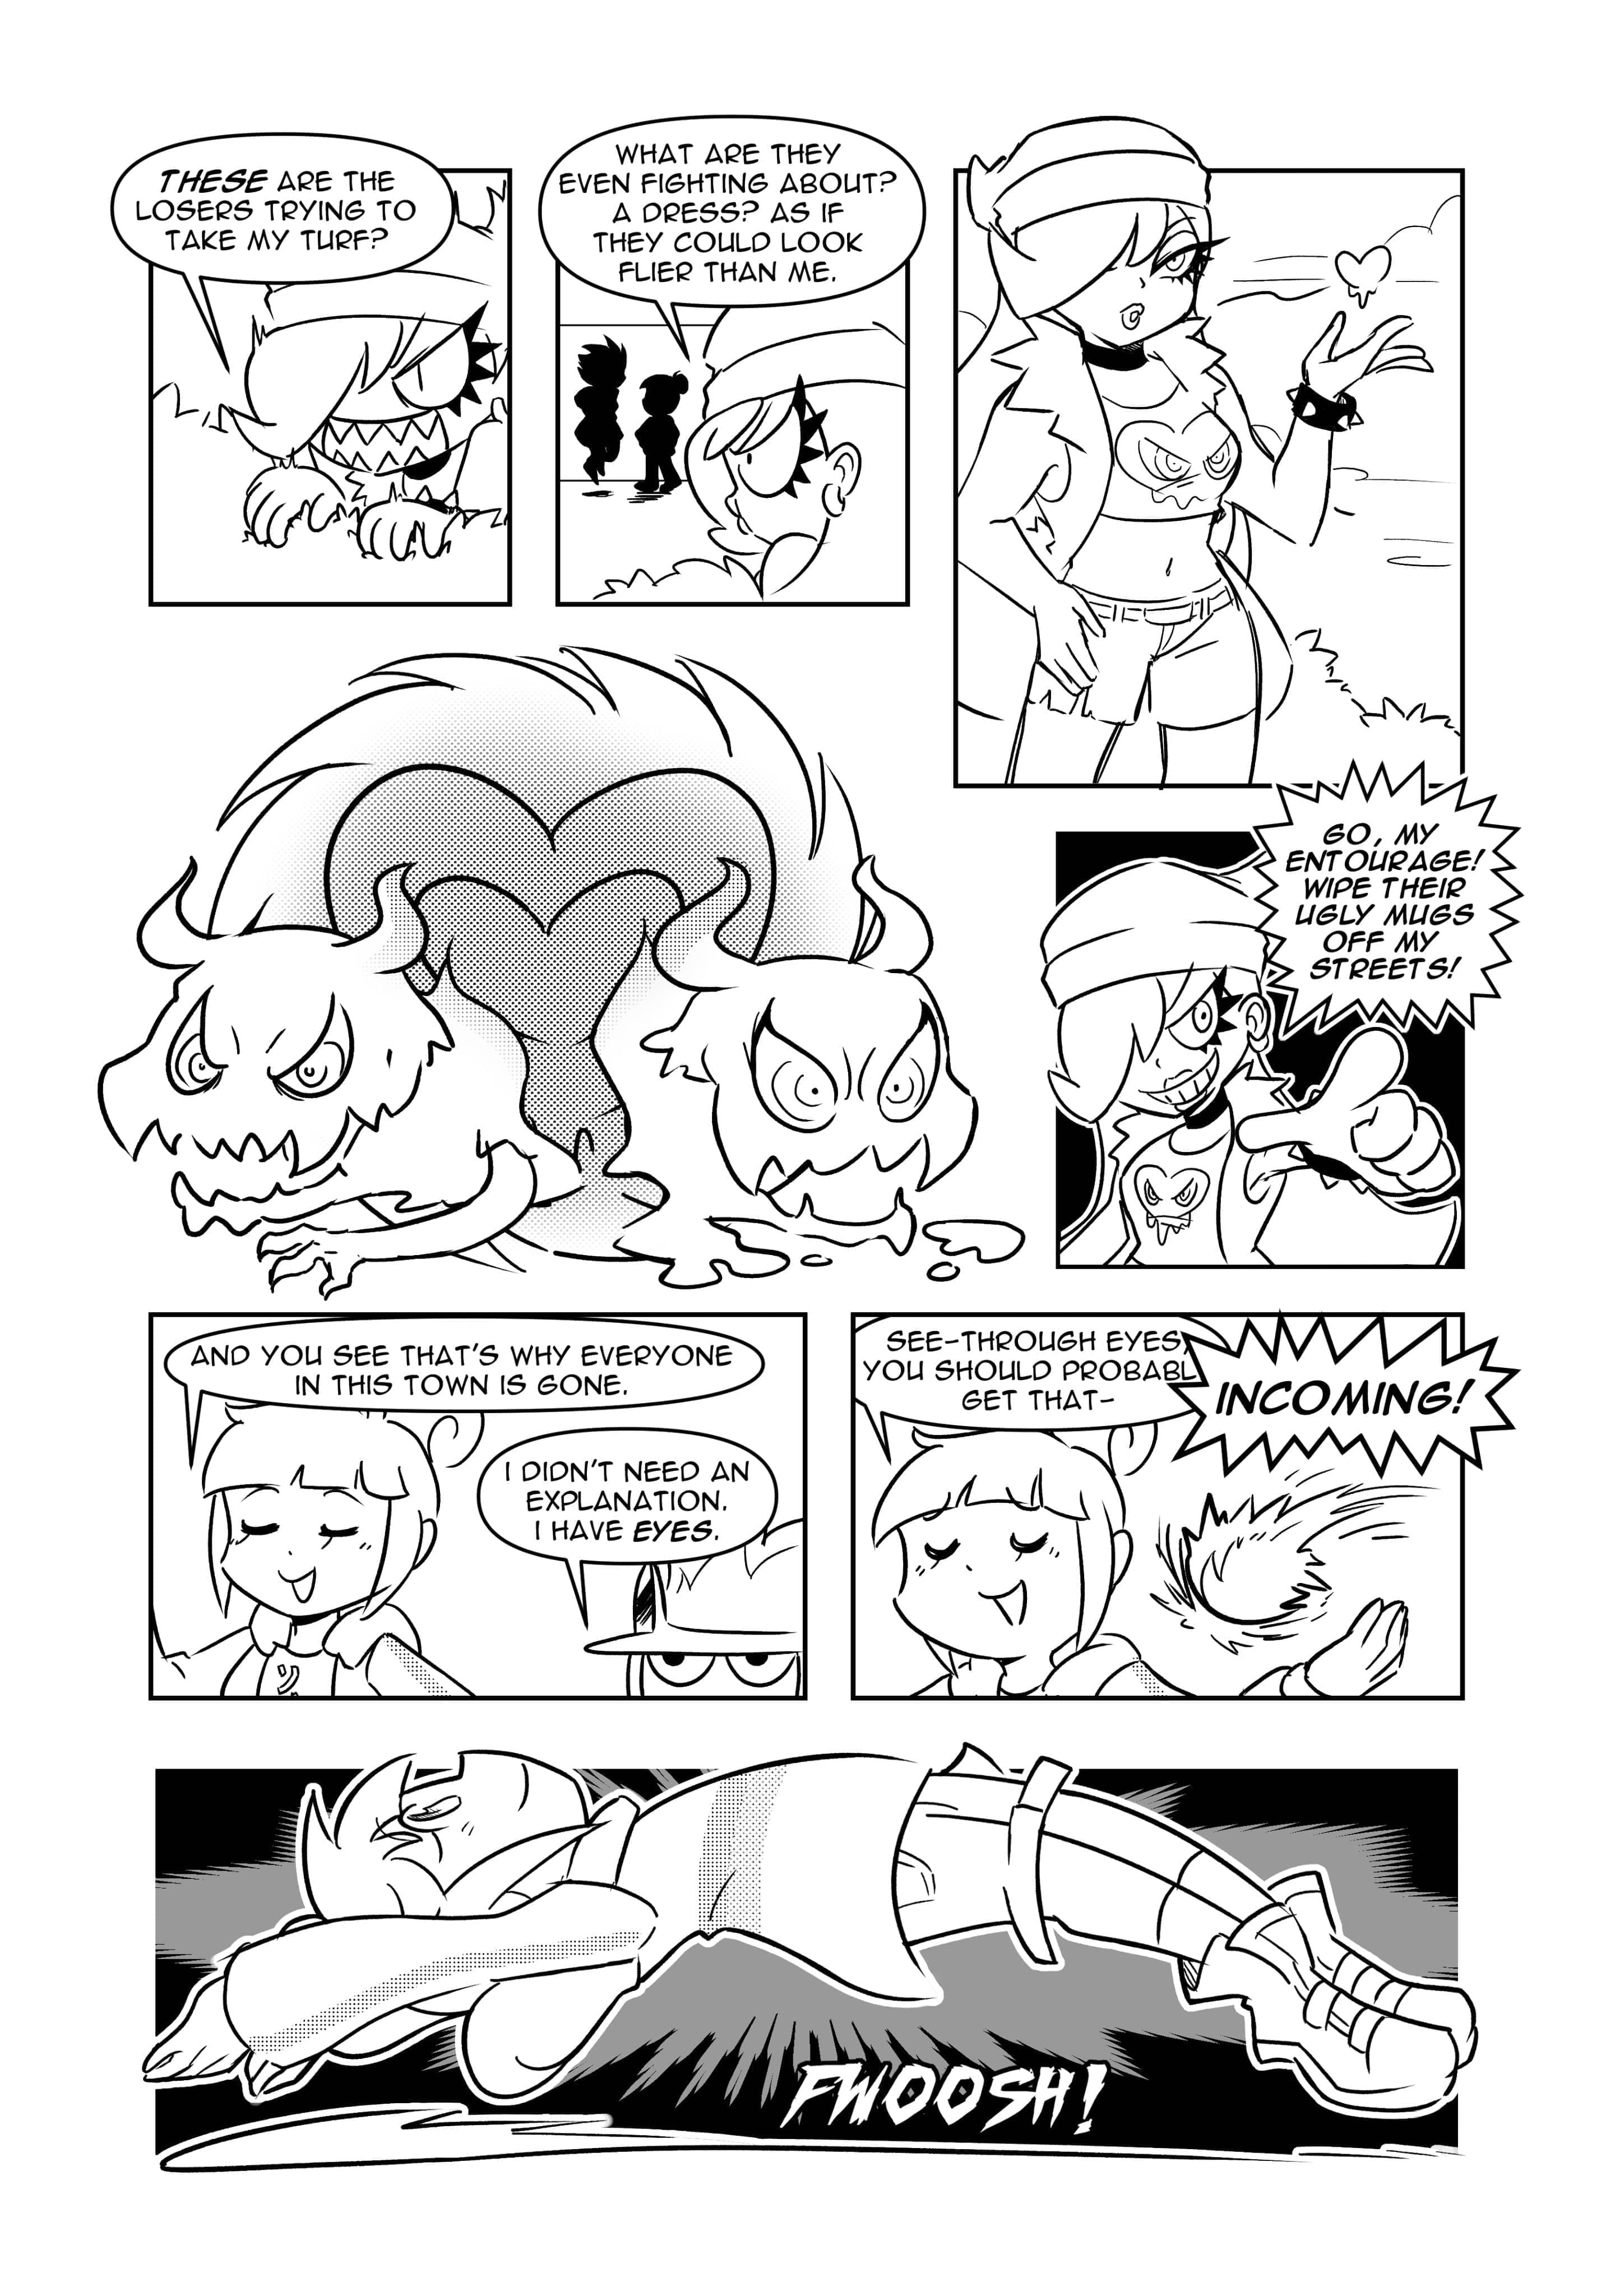 THESE ARE THE
LOSERS TRYING TO
TAKE MY TURF?
WHAT ARE THEY
EVEN FIGHTING ABOUT?
A DRESS? AS IF
THEY COULD LOOK
FLIER THAN ME.
GO, MY
ENTOURAGE!
WIPE THEIR
UGLY MUGS
OFF MY
STREETS!
AND YOU SEE THAT'S WHY EVERYONE
IN THIS TOWN IS GONE.
I DIDN'T NEED AN
EXPLANATION.
I HAVE EYES.
SEE-THROUGH EYES,
YOU SHOULD PROBABL
GET THAT-
INCOMING!
FWOOSH!